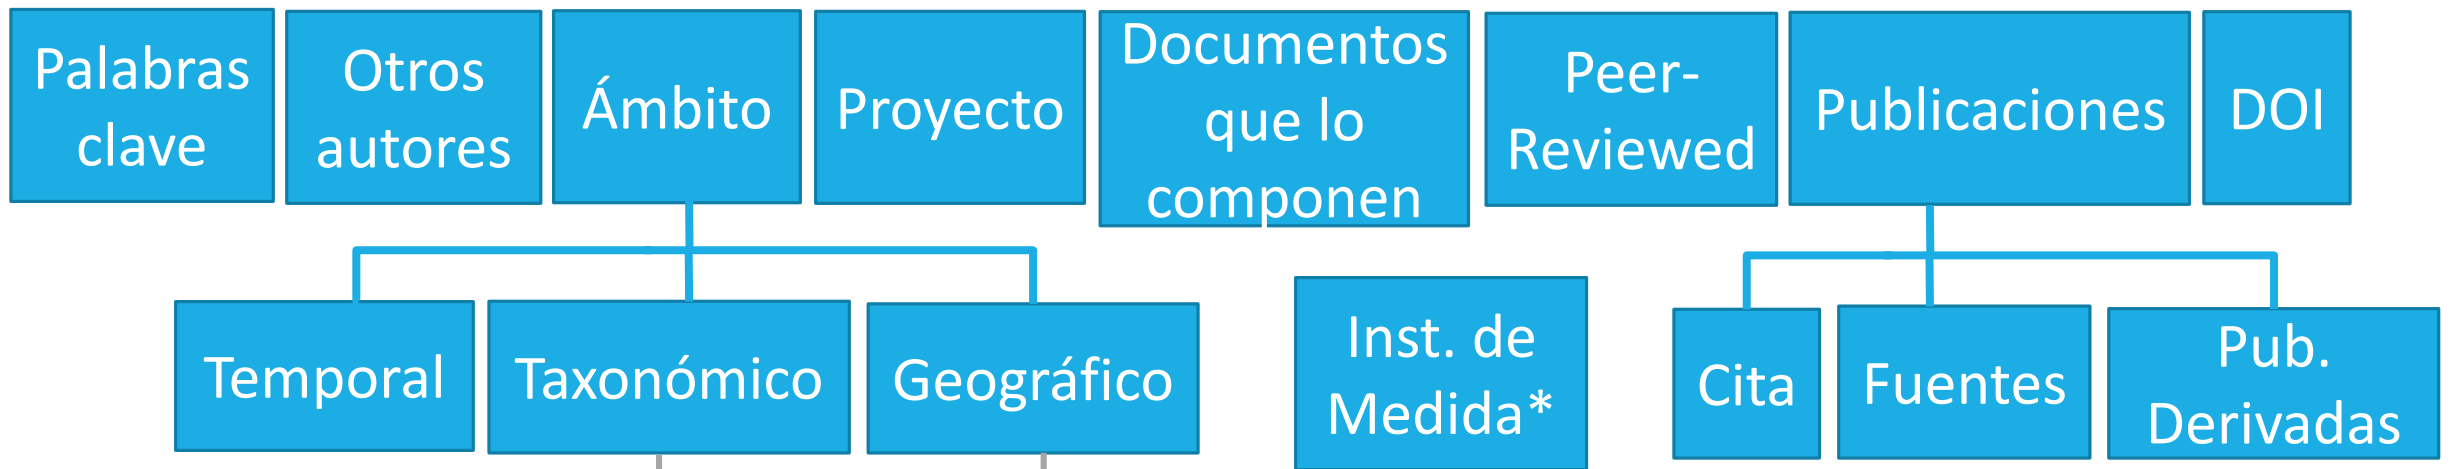 Palabras
clave
Otros
autores
Ámbito
Proyecto
Documentos
que lo
componen
Peer-
Reviewed
Publicaciones
DOI
Temporal
Taxonómico
Geográfico
Inst. de
Medida*
Cita
Fuentes
Pub.
Derivadas